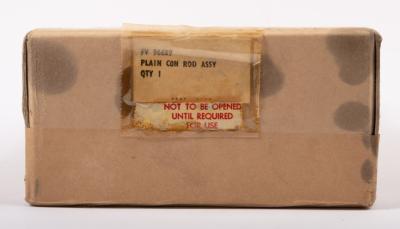 PLAIN CON ROD ASSY
QTY 1
NOT TO BE OPENED
UNTIL REQUIRED
FOR USE